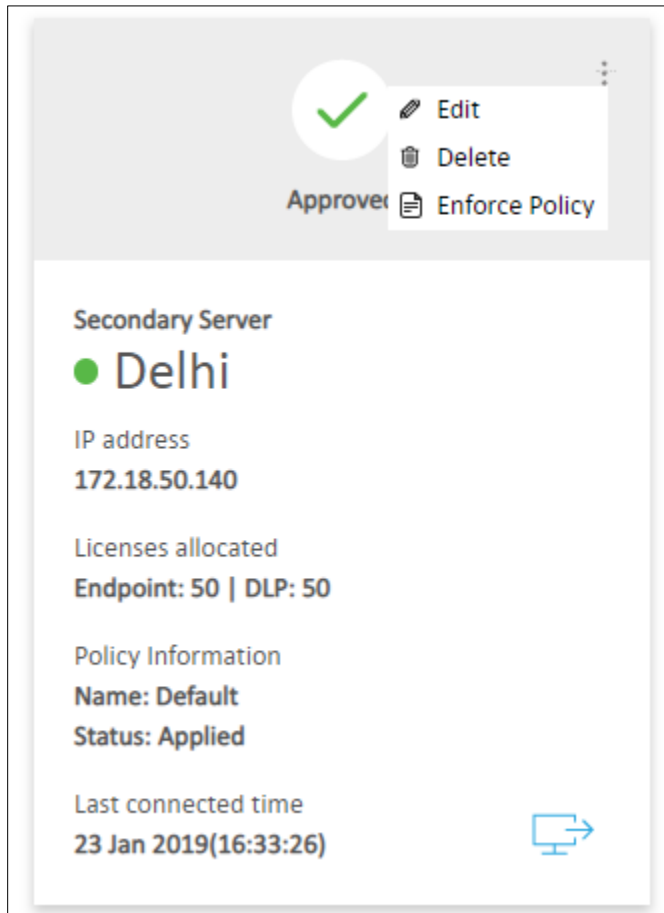 Edit
Delete
Approved
Enforce Policy
Secondary Server
Delhi
IP address
172.18.50.140
Licenses allocated
Endpoint: 50 | DLP: 50
Policy Information
Name: Default
Status: Applied
Last connected time
23 Jan 2019(16:33:26)